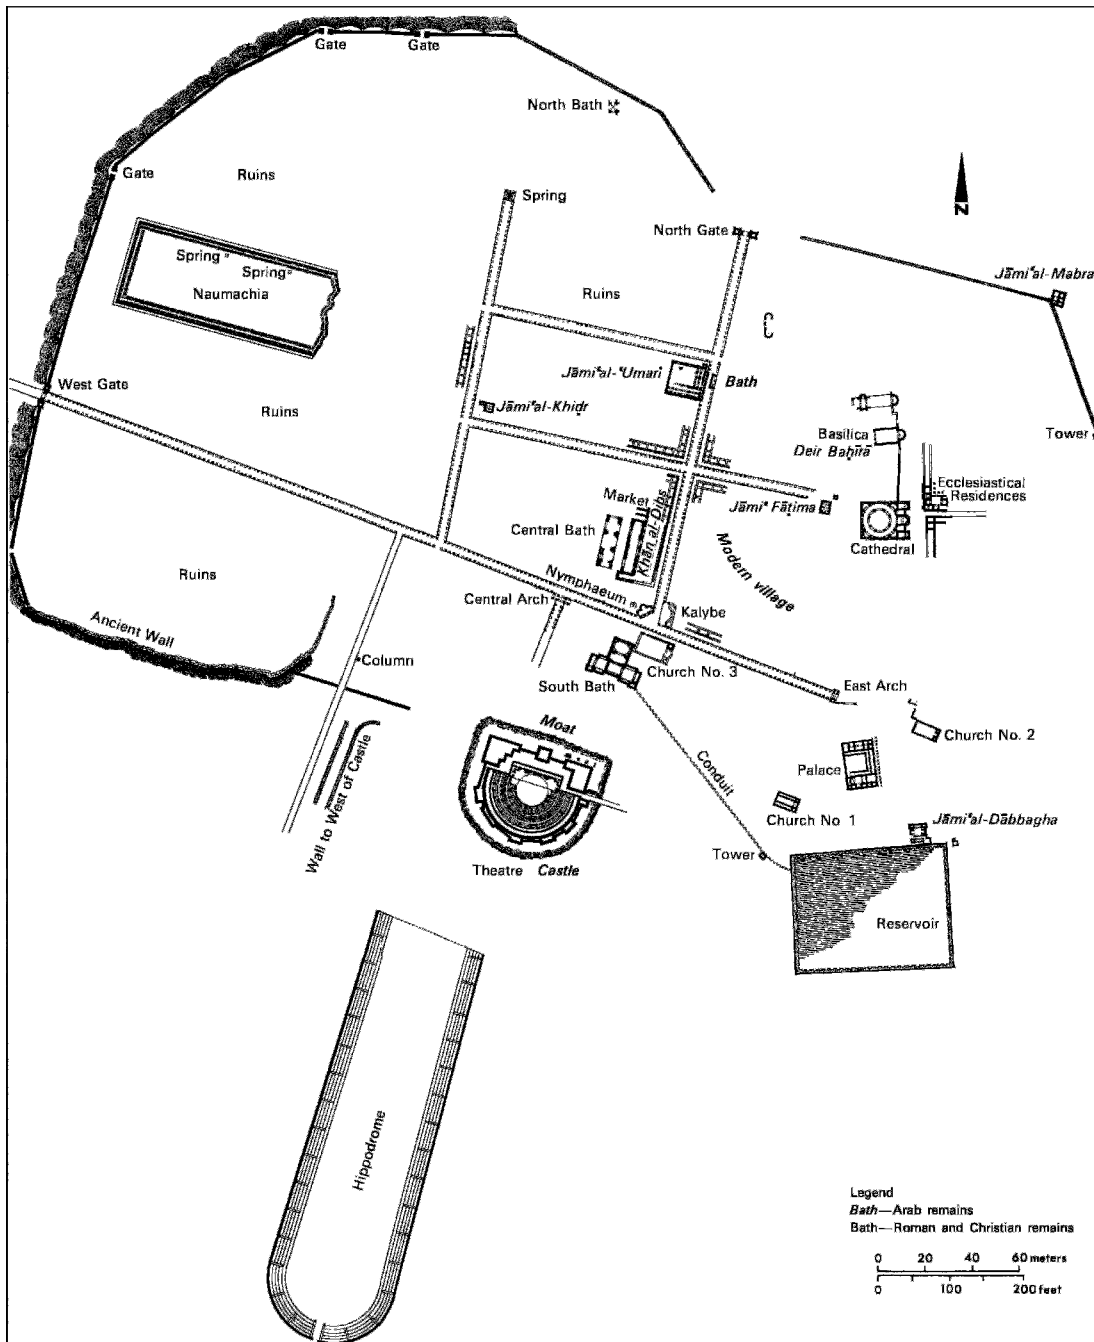 Gate
Gate
North Bath
Gate
Ruins
Spring
North Gate
N
Spring
Spring
Naumachia
Ruins
Jāmiʿal-Mabra
Jāmiʿal-ʿUmari
Bath
West Gate
Ruins
Jāmiʿal-Khiḍr
Basilica
Deir Baḥīra
Tower
Ecclesiastical
Residences
Market
Khān al-Dibs
Jāmiʿ Fāṭima
Central Bath
Cathedral
Modern village
Ruins
Nymphaeum
Central Arch
Kalybe
Ancient Wall
Column
Church No. 3
South Bath
East Arch
Moat
Church No. 2
Conduit
Palace
Wall to West of Castle
Church No 1
Jāmiʿal-Dābbagha
Tower
Theatre Castle
Reservoir
Hippodrome
Legend
Bath—Arab remains
Bath—Roman and Christian remains
0 20 40 60 meters
0 100 200 feet